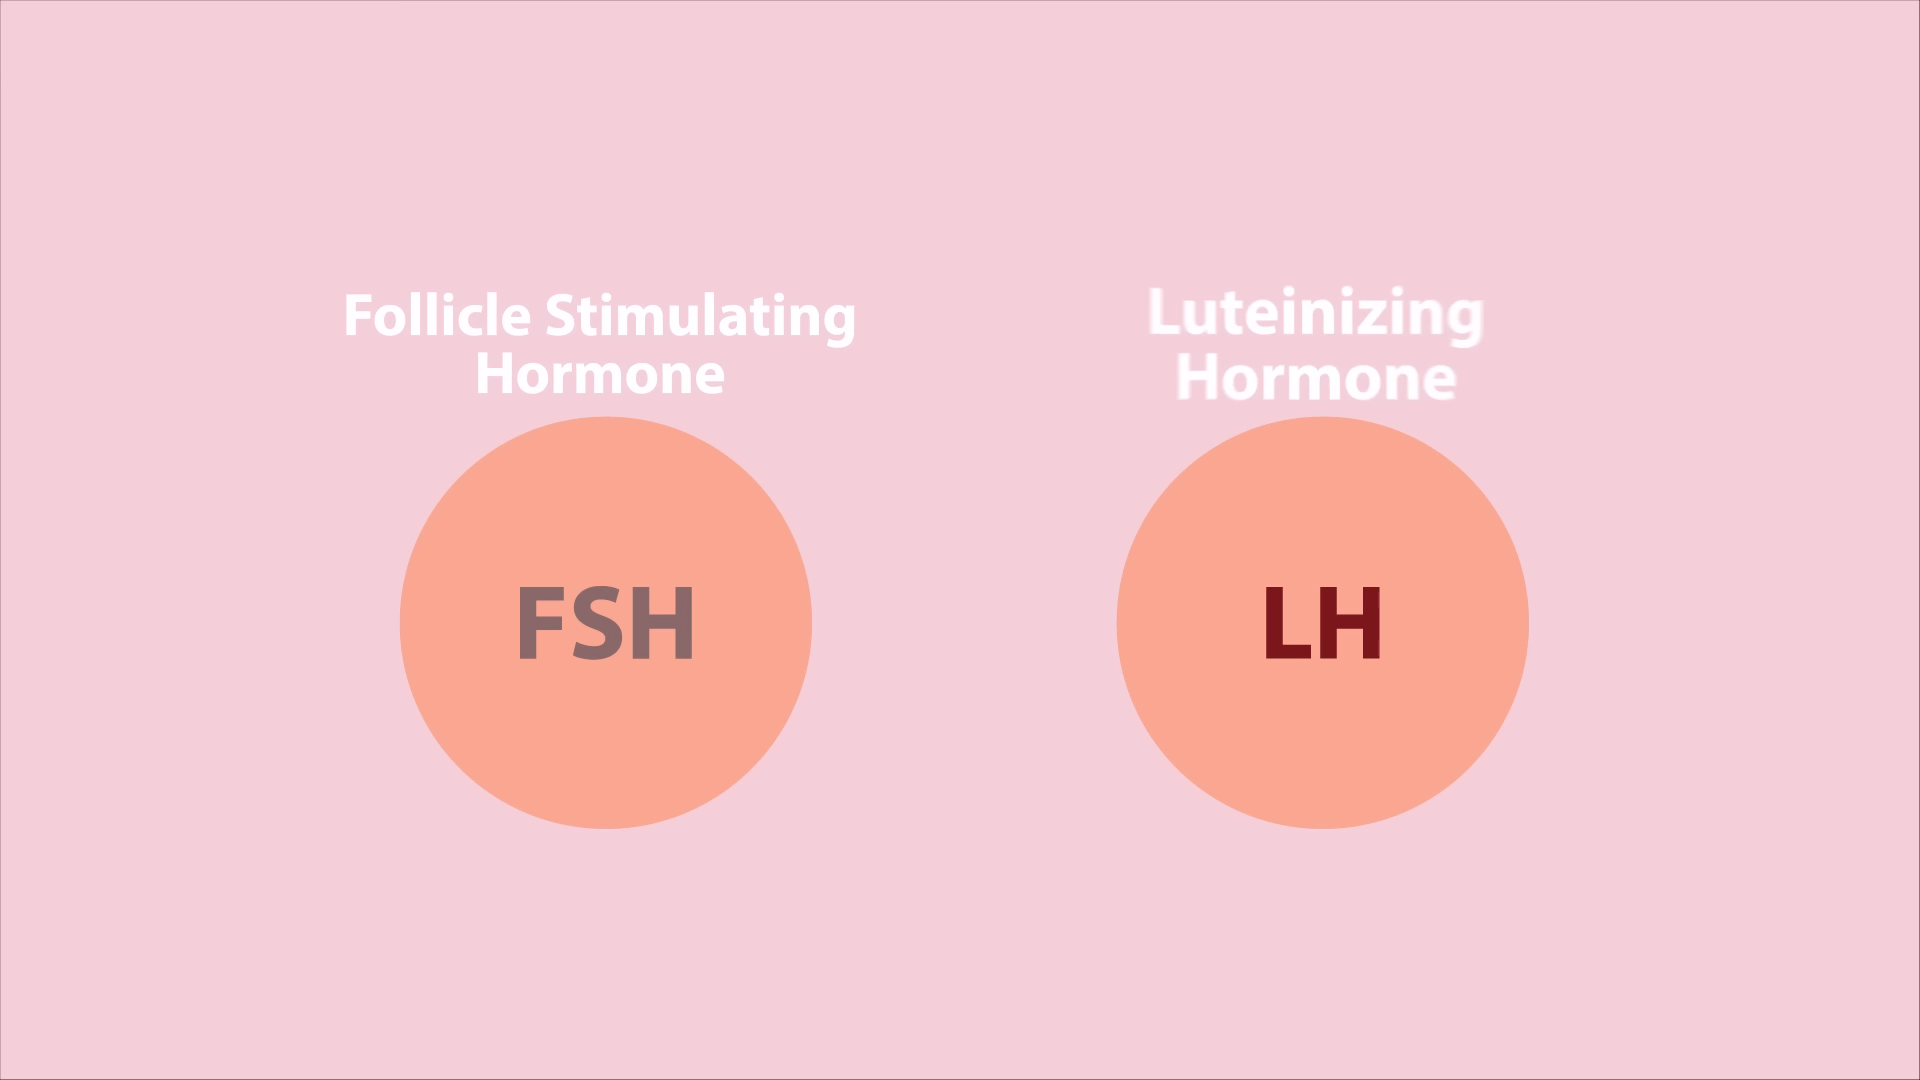 Follicle Stimulating
Hormone
FSH
Luteinizing
Hormone
LH